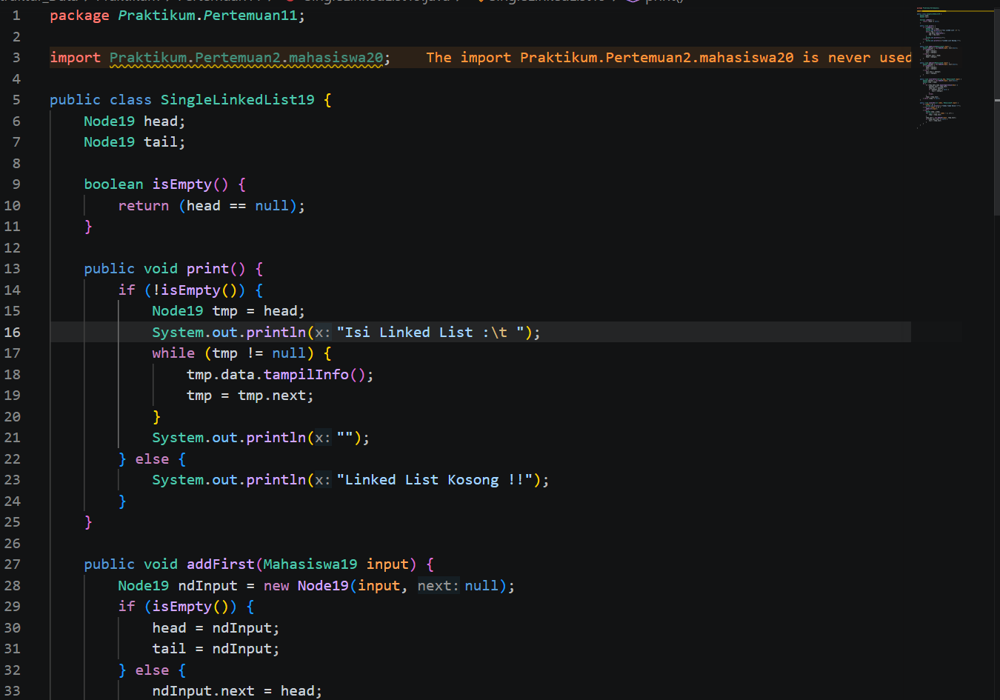 1 package Praktikum.Pertemuan11;
2
3 import Praktikum.Pertemuan2.mahasiswa20; The import Praktikum.Pertemuan2.mahasiswa20 is never used
4
5 public class SingleLinkedList19 {
6 Node19 head;
7 Node19 tail;
8
9 boolean isEmpty() {
10 return (head == null);
11 }
12
13 public void print() {
14 if (!isEmpty()) {
15 Node19 tmp = head;
16 System.out.println(x: "Isi Linked List :\t ");
17 while (tmp != null) {
18 tmp.data.tampilInfo();
19 tmp = tmp.next;
20 }
21 System.out.println(x: "");
22 } else {
23 System.out.println(x: "Linked List Kosong !!");
24 }
25 }
26
27 public void addFirst(Mahasiswa19 input) {
28 Node19 ndInput = new Node19(input, next: null);
29 if (isEmpty()) {
30 head = ndInput;
31 tail = ndInput;
32 } else {
33 ndInput.next = head;